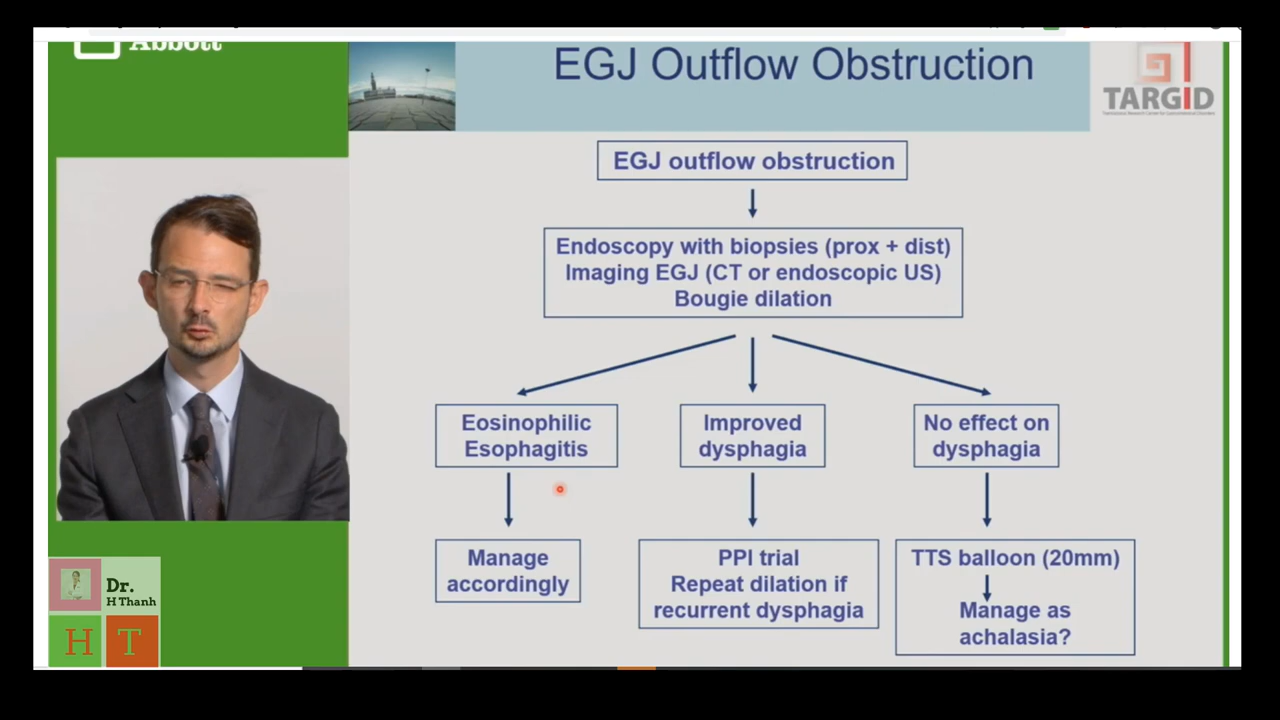 Abbott
EGJ Outflow Obstruction
TARGID
EGJ outflow obstruction
Endoscopy with biopsies (prox + dist)
Imaging EGJ (CT or endoscopic US)
Bougie dilation
Eosinophilic
Esophagitis
Improved
dysphagia
No effect on
dysphagia
Manage
accordingly
PPI trial
Repeat dilation if
recurrent dysphagia
TTS balloon (20mm)
Manage as
achalasia?
Dr.
H Thanh
H T